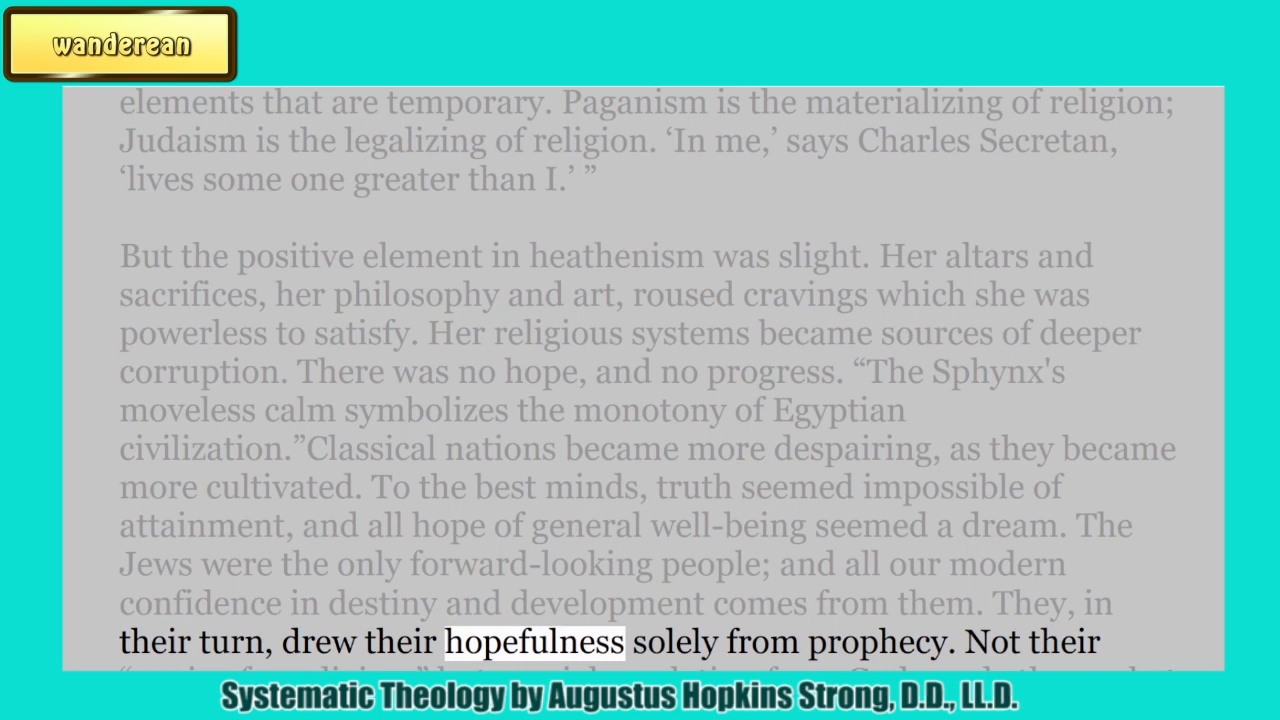 wanderean
elements that are temporary. Paganism is the materializing of religion;
Judaism is the legalizing of religion. ‘In me,’ says Charles Secretan,
‘lives some one greater than I.’ ”
But the positive element in heathenism was slight. Her altars and
sacrifices, her philosophy and art, roused cravings which she was
powerless to satisfy. Her religious systems became sources of deeper
corruption. There was no hope, and no progress. “The Sphynx's
moveless calm symbolizes the monotony of Egyptian
civilization.”Classical nations became more despairing, as they became
more cultivated. To the best minds, truth seemed impossible of
attainment, and all hope of general well-being seemed a dream. The
Jews were the only forward-looking people; and all our modern
confidence in destiny and development comes from them. They, in
their turn, drew their hopefulness solely from prophecy. Not their
Systematic Theology by Augustus Hopkins Strong, D.D., LL.D.